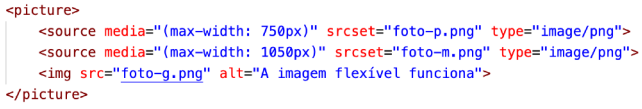 <picture>
<source media="(max-width: 750px)" srcset="foto-p.png" type="image/png">
<source media="(max-width: 1050px)" srcset="foto-m.png" type="image/png">
<img src="foto-g.png" alt="A imagem flexível funciona">
</picture>